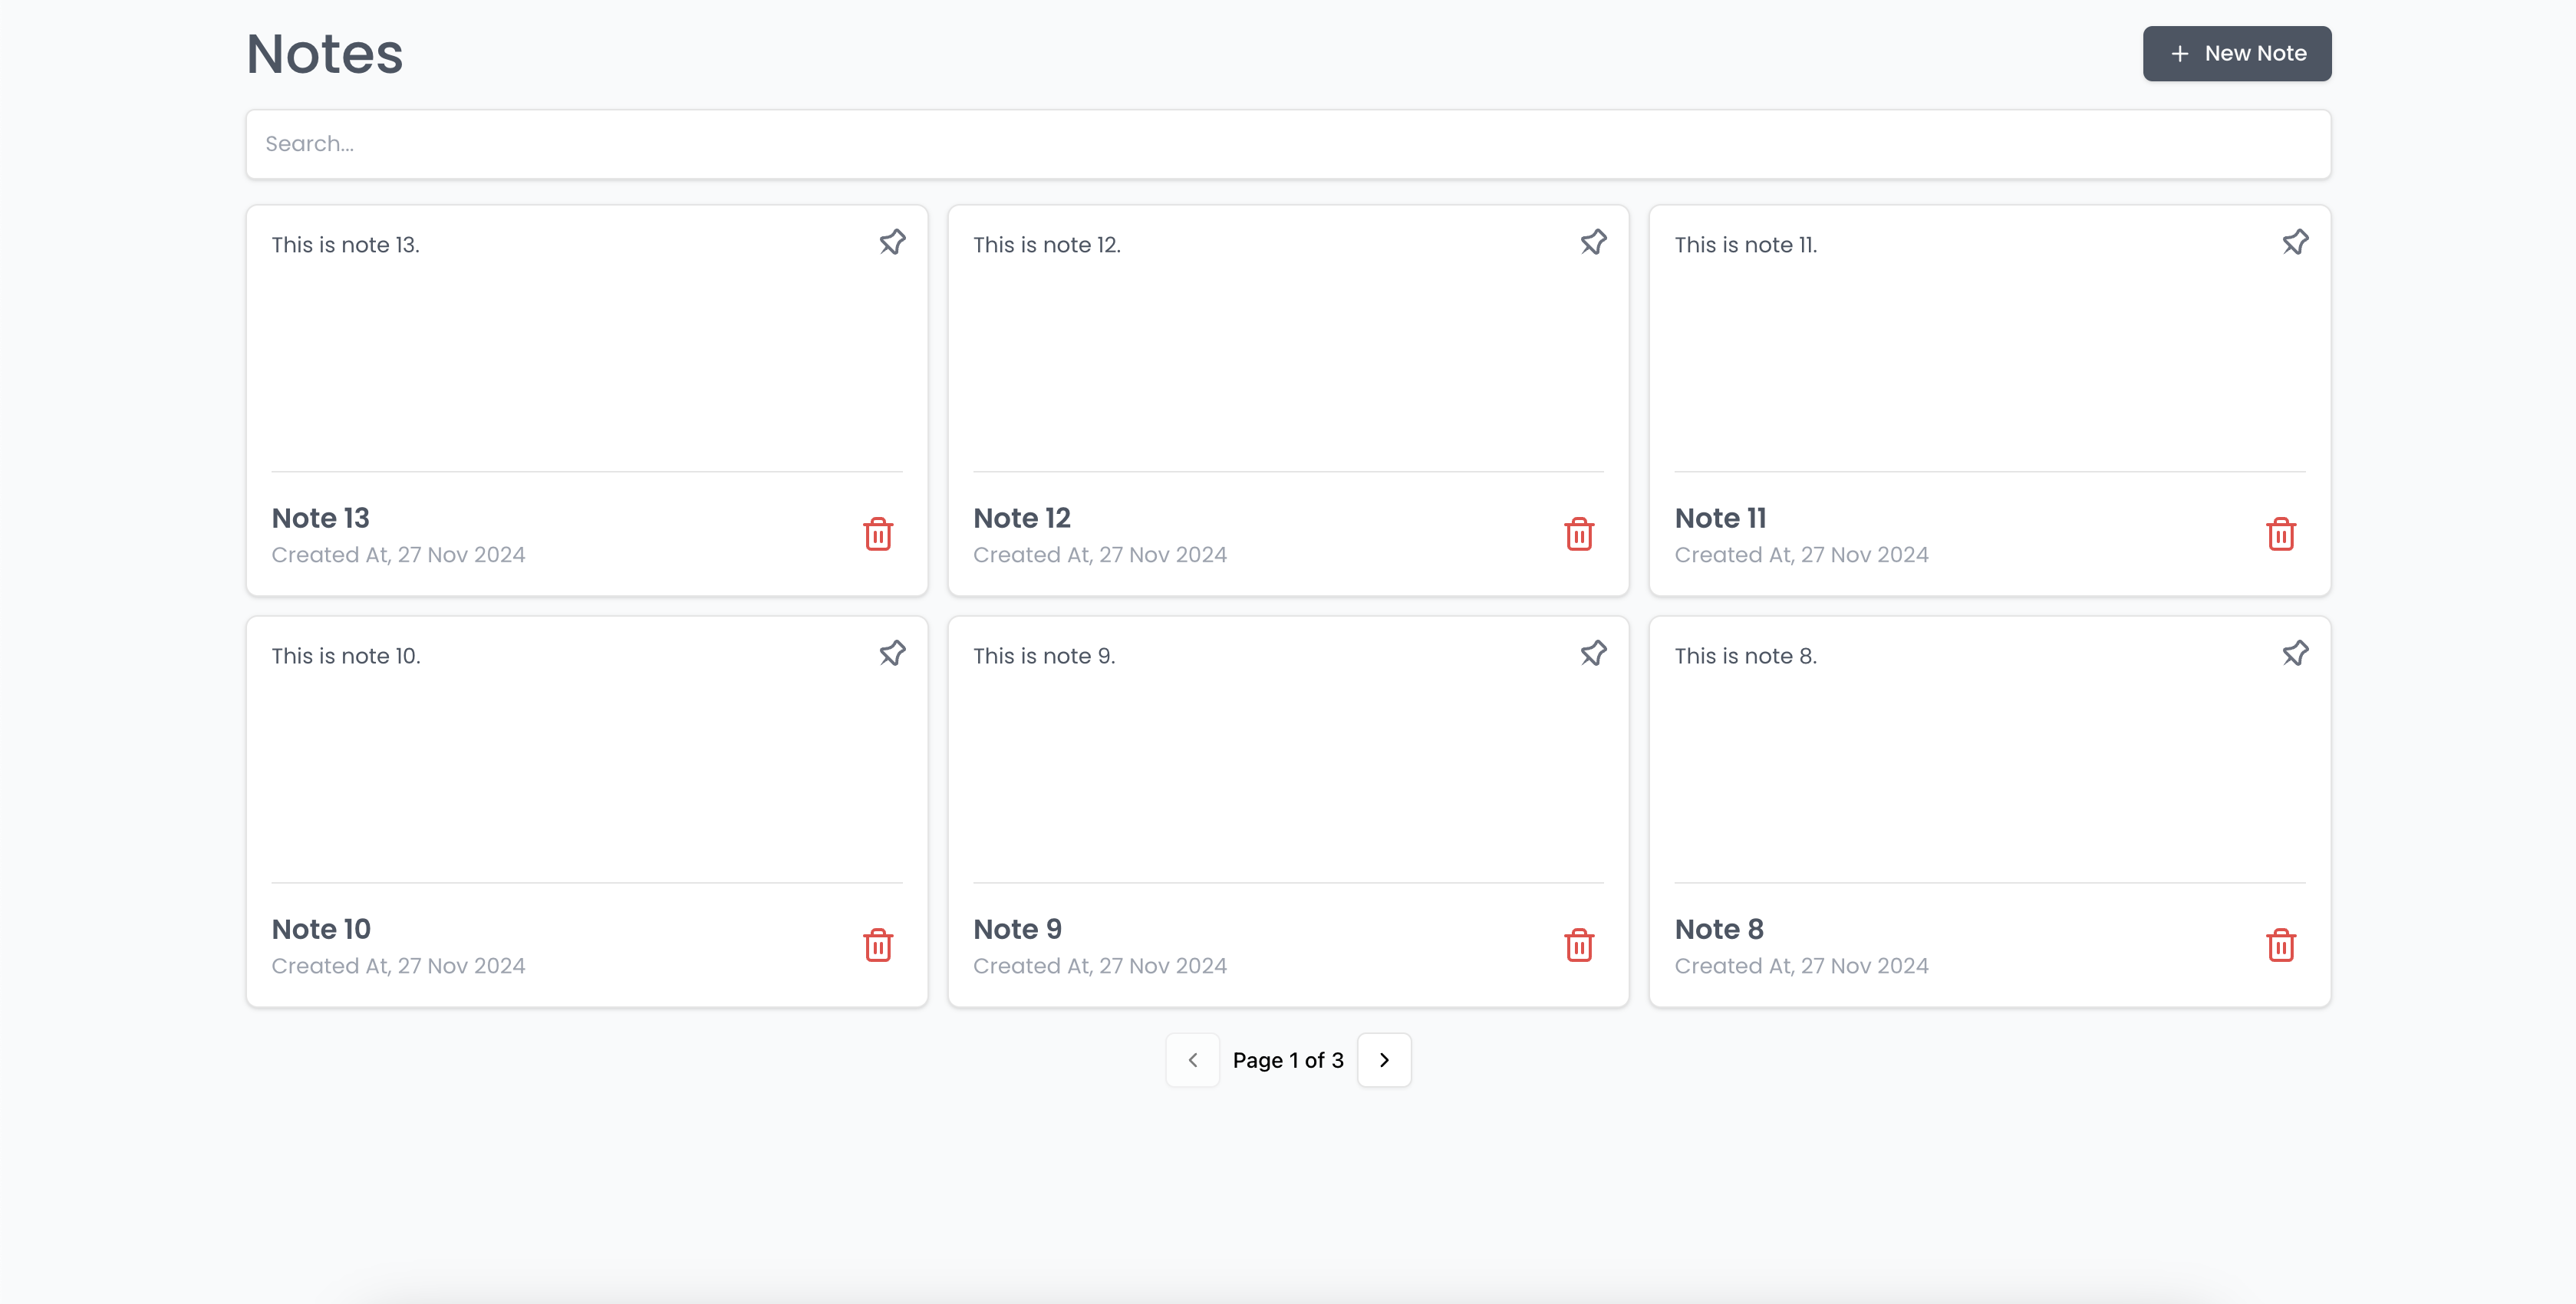 Notes
New Note
Search...
This is note 13.
This is note 12.
This is note 11.
Note 13
Created At, 27 Nov 2024
Note 12
Created At, 27 Nov 2024
Note 11
Created At, 27 Nov 2024
This is note 10.
This is note 9.
This is note 8.
Note 10
Created At, 27 Nov 2024
Note 9
Created At, 27 Nov 2024
Note 8
Created At, 27 Nov 2024
Page 1 of 3